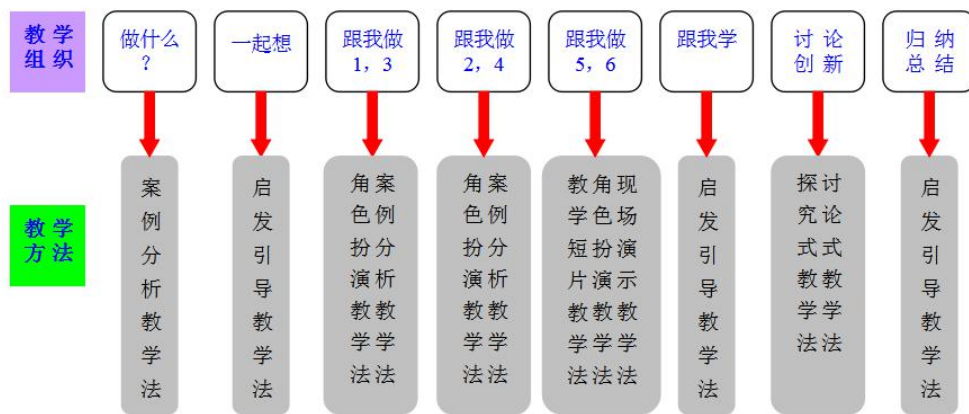 教 学
组 织
做什么
？
一起想
跟我做
1，3
跟我做
2，4
跟我做
5，6
跟我学
讨 论
创 新
归 纳
总 结
教 学
方 法
案例分析教学法
启发引导教学法
角色扮演教学法
案例分析教学法
角色扮演教学法
案例分析教学法
教学短片教学法
角色扮演教学法
现场演示教学法
启发引导教学法
探究式教学法
讨论式教学法
启发引导教学法